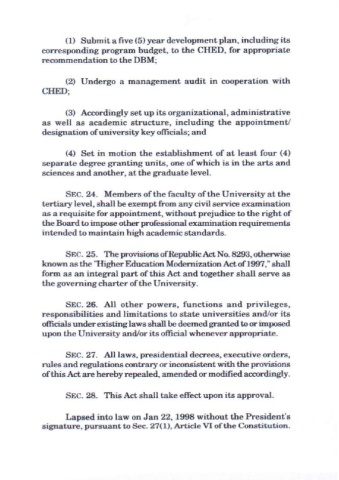 (1) Submit a five (5) year development plan, including its
corresponding program budget, to the CHED, for appropriate
recommendation to the DBM;
(2) Undergo a management audit in cooperation with
CHED;
(3) Accordingly set up its organizational, administrative
as well as academic structure, including the appointment/
designation of university key officials; and
(4) Set in motion the establishment of at least four (4)
separate degree granting units, one of which is in the arts and
sciences and another, at the graduate level.
SEC. 24. Members of the faculty of the University at the
tertiary level, shall be exempt from any civil service examination
as a requisite for appointment, without prejudice to the right of
the Board to impose other professional examination requirements
intended to maintain high academic standards.
SEC. 25. The provisions of Republic Act No. 8293, otherwise
known as the "Higher Education Modernization Act of 1997," shall
form as an integral part of this Act and together shall serve as
the governing charter of the University.
SEC. 26. All other powers, functions and privileges,
responsibilities and limitations to state universities and/or its
officials under existing laws shall be deemed granted to or imposed
upon the University and/or its official whenever appropriate.
SEC. 27. All laws, presidential decrees, executive orders,
rules and regulations contrary or inconsistent with the provisions
of this Act are hereby repealed, amended or modified accordingly.
SEC. 28. This Act shall take effect upon its approval.
Lapsed into law on Jan 22, 1998 without the President's
signature, pursuant to Sec. 27(1), Article VI of the Constitution.